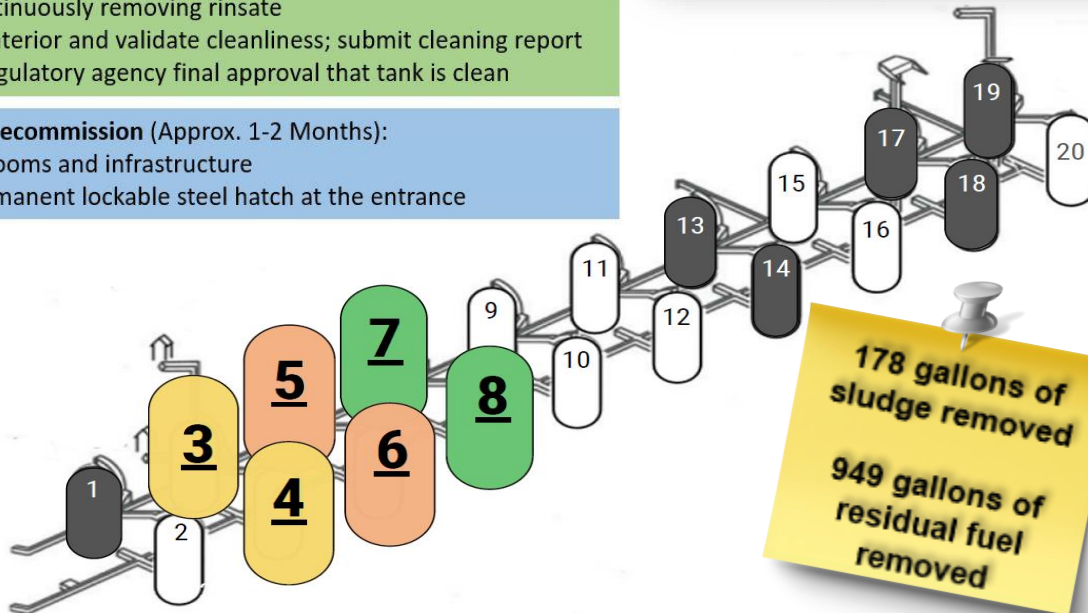 tinuously removing rinsate
terior and validate cleanliness; submit cleaning report
gulatory agency final approval that tank is clean
ecommission (Approx. 1-2 Months):
ooms and infrastructure
manent lockable steel hatch at the entrance
19
17
20
15
18
13
16
11
14
9
12
7
10
5
8
3
6
1
4
2
178 gallons of
sludge removed
949 gallons of
residual fuel
removed